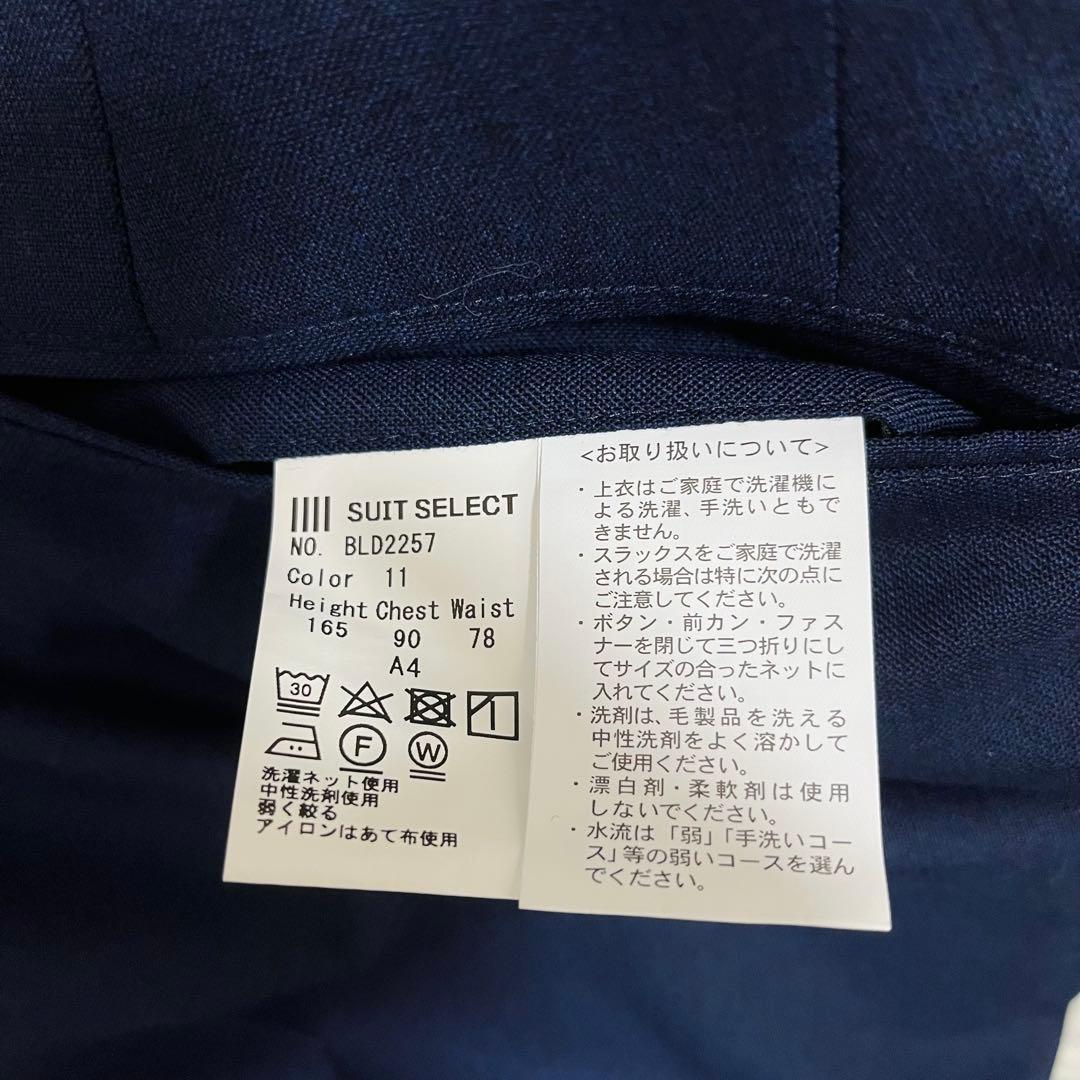 SUIT SELECT
NO. BLD2257
Color 11
Height Chest Waist
165 90 78
A4
30
F W
洗濯ネット使用
中性洗剤使用
弱く絞る
アイロンはあて布使用
<お取り扱いについて>
・上衣はご家庭で洗濯機に
よる洗濯、手洗いともで
きません。
・スラックスをご家庭で洗濯
される場合は特に次の点に
ご注意してください。
・ボタン・前カン・ファス
ナーを閉じて三つ折りにし
てサイズの合ったネットに
入れてください。
・洗剤は、毛製品を洗える
中性洗剤をよく溶かして
ご使用ください。
・漂白剤・柔軟剤は使用
しないでください。
・水流は「弱」「手洗いコー
ス」等の弱いコースを選ん
でください。